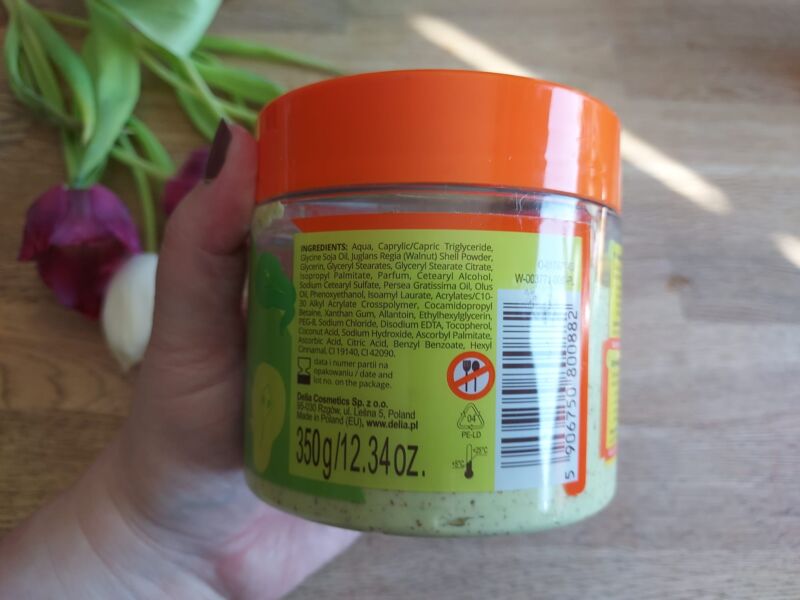 INGREDIENTS: Aqua, Caprylic/Capric Triglyceride,
Glycine Soja Oil, Juglans Regia (Walnut) Shell Powder,
Glycerin, Glyceryl Stearates, Glyceryl Stearate Citrate,
Isopropyl Palmitate, Parfum, Cetearyl Alcohol,
Sodium Cetearyl Sulfate, Persea Gratissima Oil, Olus
Oil, Phenoxyethanol, Isoamyl Laurate, Acrylates/C10-
30 Alkyl Acrylate Crosspolymer, Cocamidopropyl
Betaine, Xanthan Gum, Allantoin, Ethylhexylglycerin,
PEG-8, Sodium Chloride, Disodium EDTA, Tocopherol,
Coconut Acid, Sodium Hydroxide, Ascorbyl Palmitate,
Ascorbic Acid, Citric Acid, Benzyl Benzoate, Hexyl
Cinnamal, CI 19140, CI 42090.
data i numer partii na
opakowaniu / date and
lot no. on the package.
Delia Cosmetics Sp. z o.o.
95-030 Rzgów, ul. Leśna 5, Poland
Made in Poland (EU), www.delia.pl
350g/12.34oz.
04
PE-LD
+5°C
+25°C
5 906750 800882